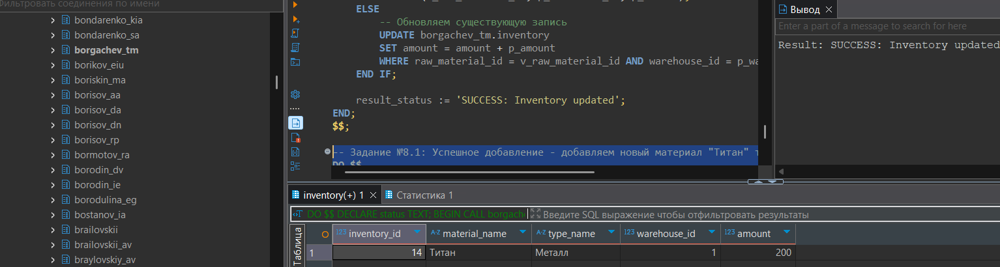 Фильтровать соединения по имени
bondarenko_kia
bondarenko_sa
borgachev_tm
borikov_eiu
boriskin_ma
borisov_aa
borisov_da
borisov_dn
borisov_rp
bormotov_ra
borodin_dv
borodin_ie
borodulina_eg
bostanov_ia
brailovskii
brailovskii_av
braylovskiy_av
ELSE
-- Обновляем существующую запись
UPDATE borgachev_tm.inventory
SET amount = amount + p_amount
WHERE raw_material_id = v_raw_material_id AND warehouse_id = p_wa
END IF;
result_status := 'SUCCESS: Inventory updated';
END;
$$;
-- Задание №8.1: Успешное добавление - добавляем новый материал "Титан" т
DO $$
Вывод
Enter a part of a message to search for here
Result: SUCCESS: Inventory updated
inventory(+) 1
Статистика 1
DO $$ DECLARE status TEXT; BEGIN CALL borgach
Введите SQL выражение чтобы отфильтровать результаты
Таблица
123 inventory_id
A-Z material_name
A-Z type_name
123 warehouse_id
123 amount
1 14 Титан Металл 1 200